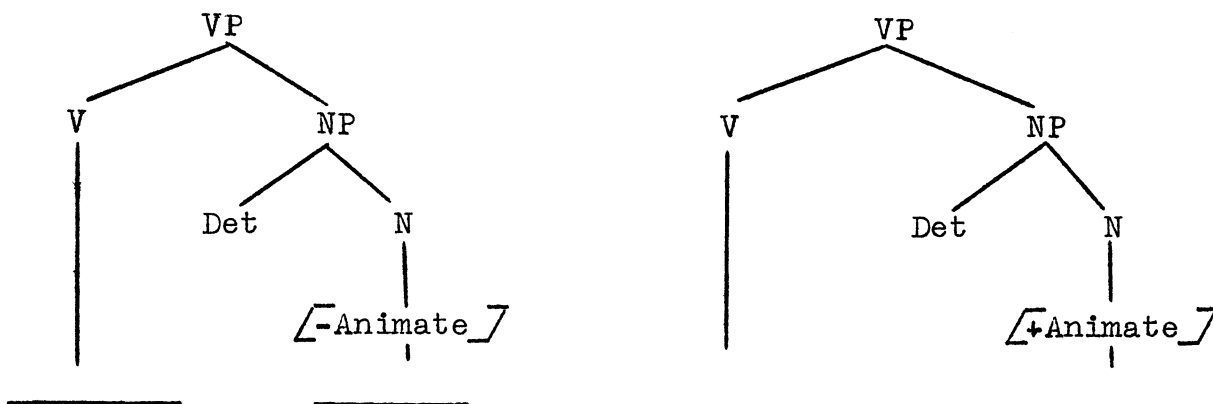 VP VP
V NP V NP
Det N Det N
[-Animate] [+Animate]